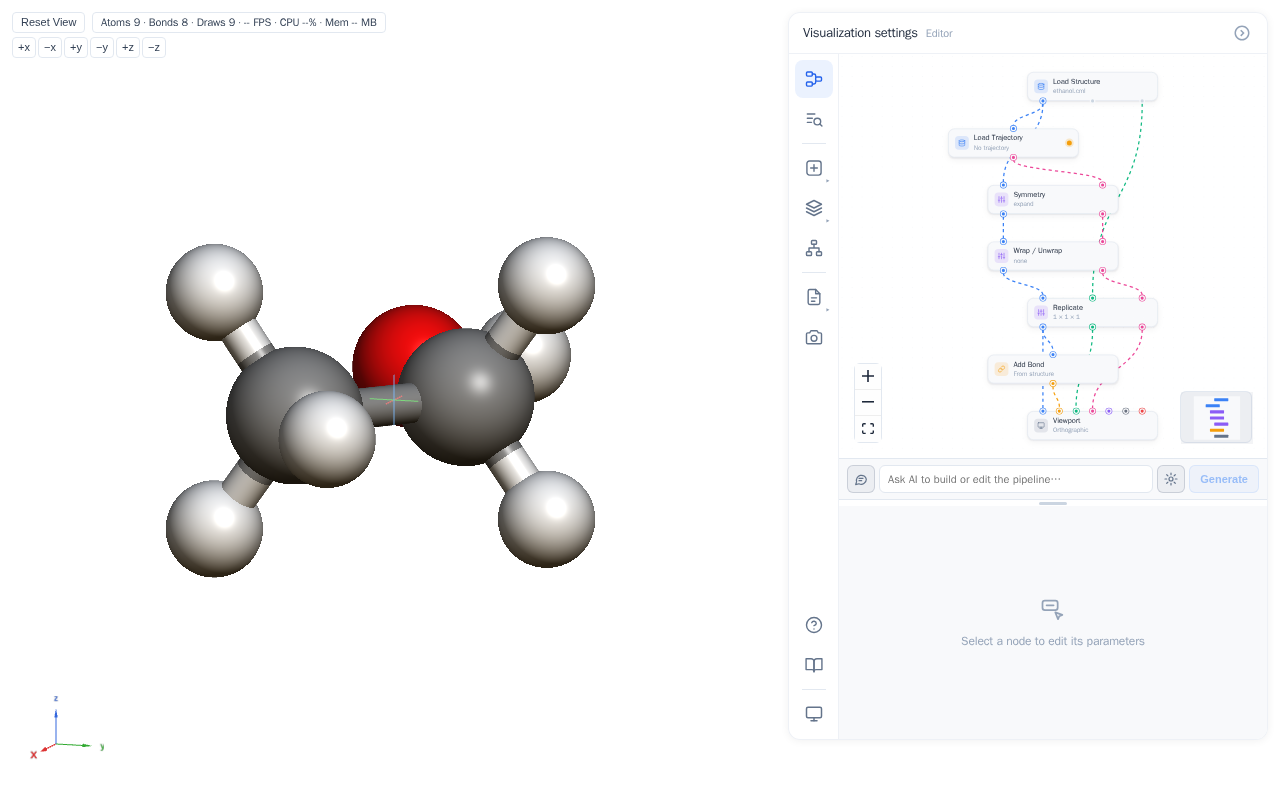 Reset View
Atoms 9 · Bonds 8 · Draws 9 · -- FPS · CPU --% · Mem -- MB
+x
−x
+y
−y
+z
−z
Visualization settings
Editor
Load Structure
ethanol.cml
Load Trajectory
No trajectory
Symmetry
expand
Wrap / Unwrap
none
Replicate
1 × 1 × 1
Add Bond
From structure
Viewport
Orthographic
Ask AI to build or edit the pipeline···
Generate
Select a node to edit its parameters
z
x
y